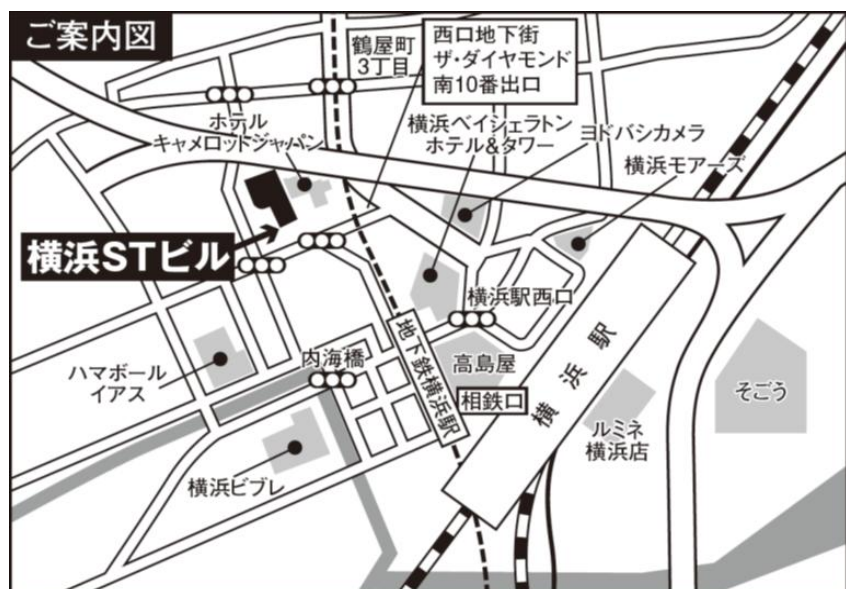 ご案内図
鶴屋町
3丁目
西口地下街
ザ・ダイヤモンド
南10番出口
ホテル
キャメロットジャパン
横浜ベイシェラトン
ホテル&タワー
ヨドバシカメラ
横浜モアーズ
横浜STビル
横浜駅西口
地下鉄横浜駅
内海橋
高島屋
横浜駅
相鉄口
ハマボール
イアス
そごう
ルミネ
横浜店
横浜ビブレ